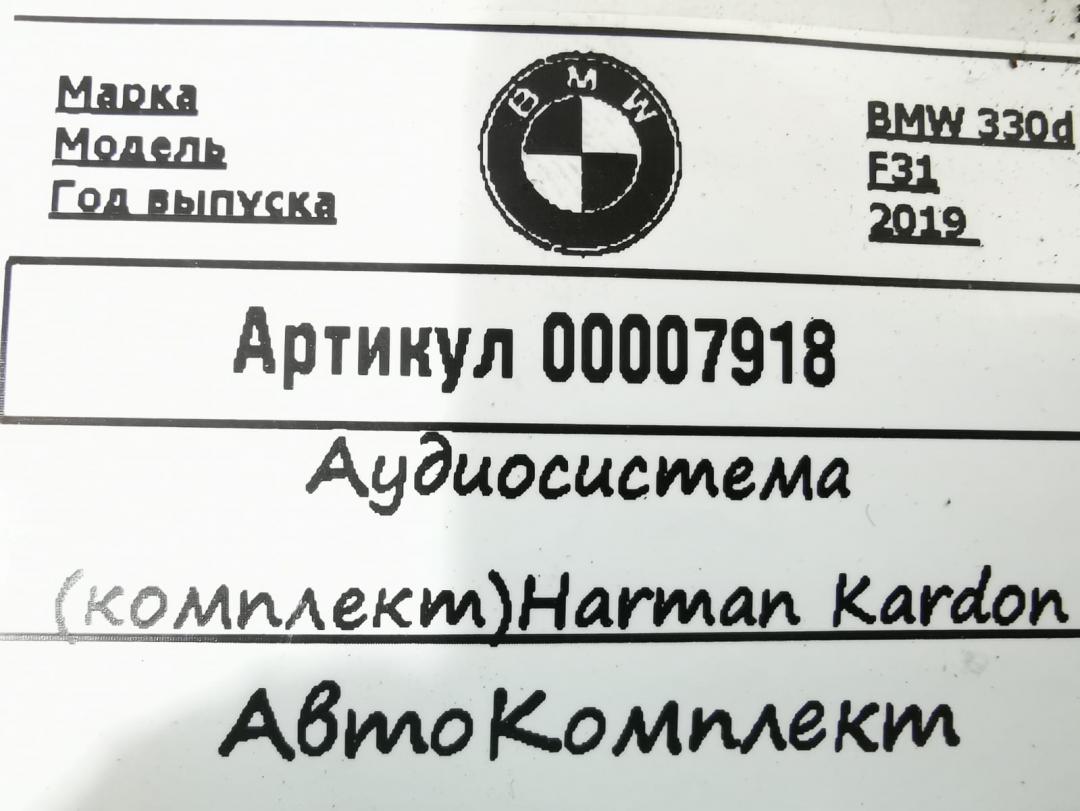 Марка
BMW 330d
Модель
F31
Год выпуска
2019
BMW
Артикул 00007918
Аудиосистема
(комплект)Harman Kardon
АвтоКомплект